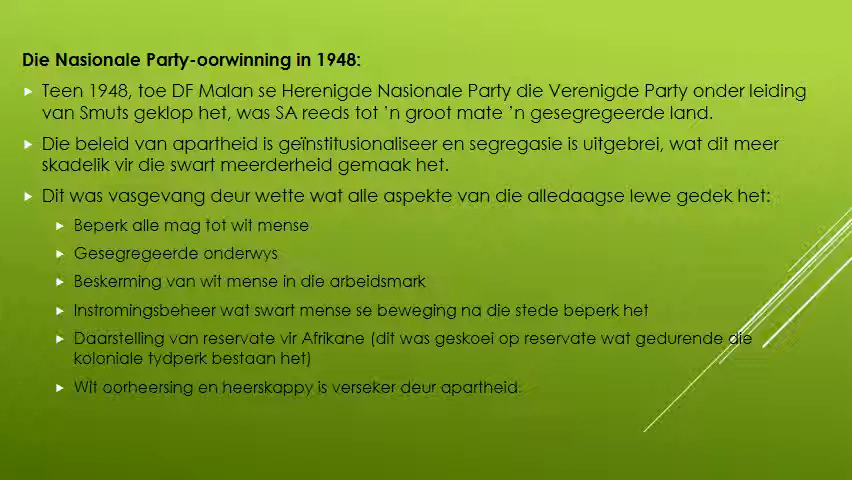 Die Nasionale Party-oorwinning in 1948:
Teen 1948, toe DF Malan se Herenigde Nasionale Party die Verenigde Party onder leiding
van Smuts geklop het, was SA reeds tot 'n groot mate 'n gesegregeerde land.
Die beleid van apartheid is geïnstitusionaliseer en segregasie is uitgebrei, wat dit meer
skadelik vir die swart meerderheid gemaak het.
Dit was vasgevang deur wette wat alle aspekte van die alledaagse lewe gedek het:
Beperk alle mag tot wit mense
Gesegregeerde onderwys
Beskerming van wit mense in die arbeidsmark
Instromingsbeheer wat swart mense se beweging na die stede beperk het
Daarstelling van reservate vir Afrikane (dit was geskoei op reservate wat gedurende die
koloniale tydperk bestaan het)
Wit oorheersing en heerskappy is verseker deur apartheid.